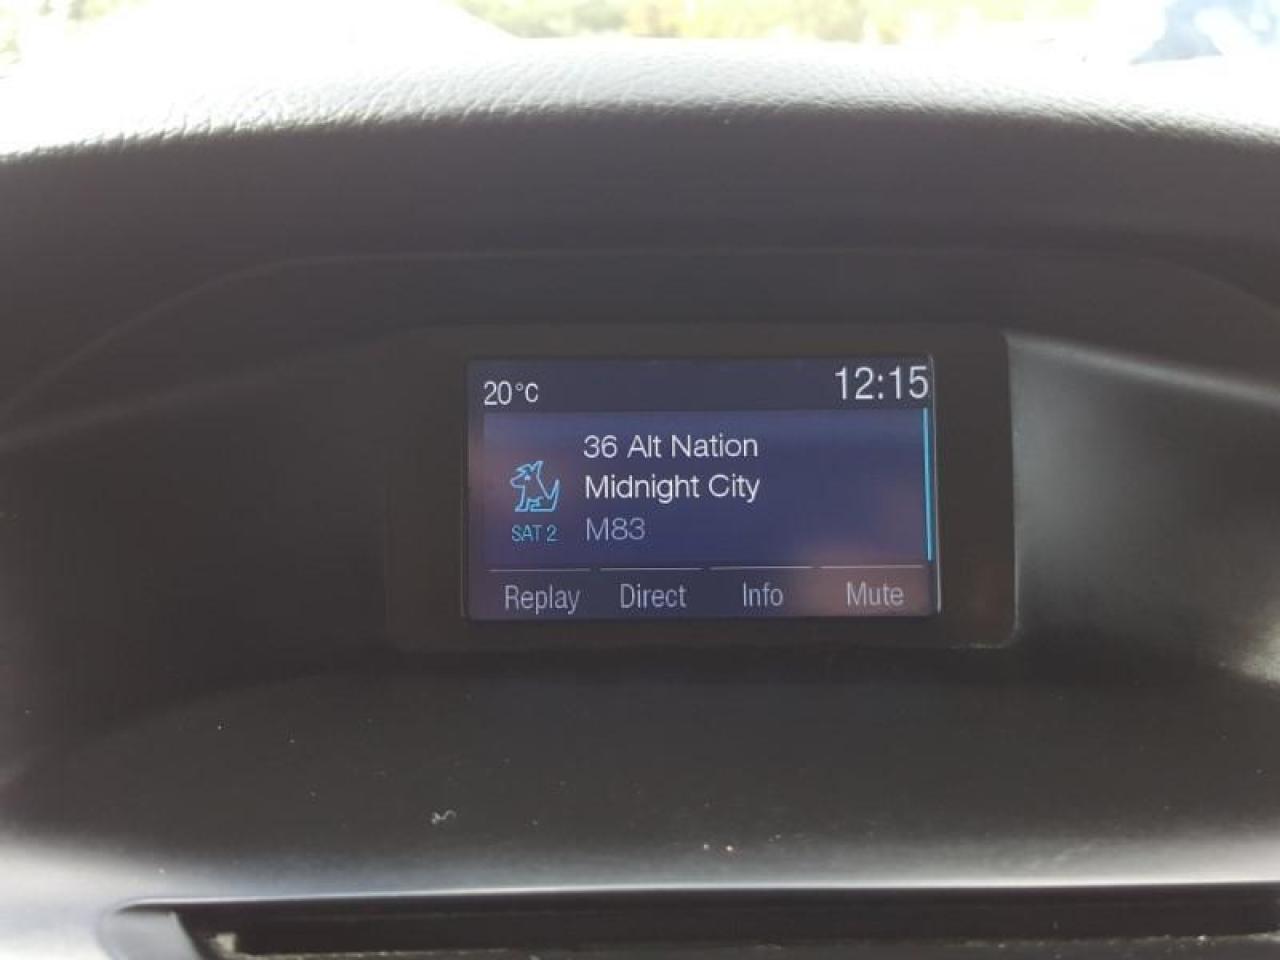 20°C 12:15
36 Alt Nation
Midnight City
SAT 2 M83
Replay Direct Info Mute